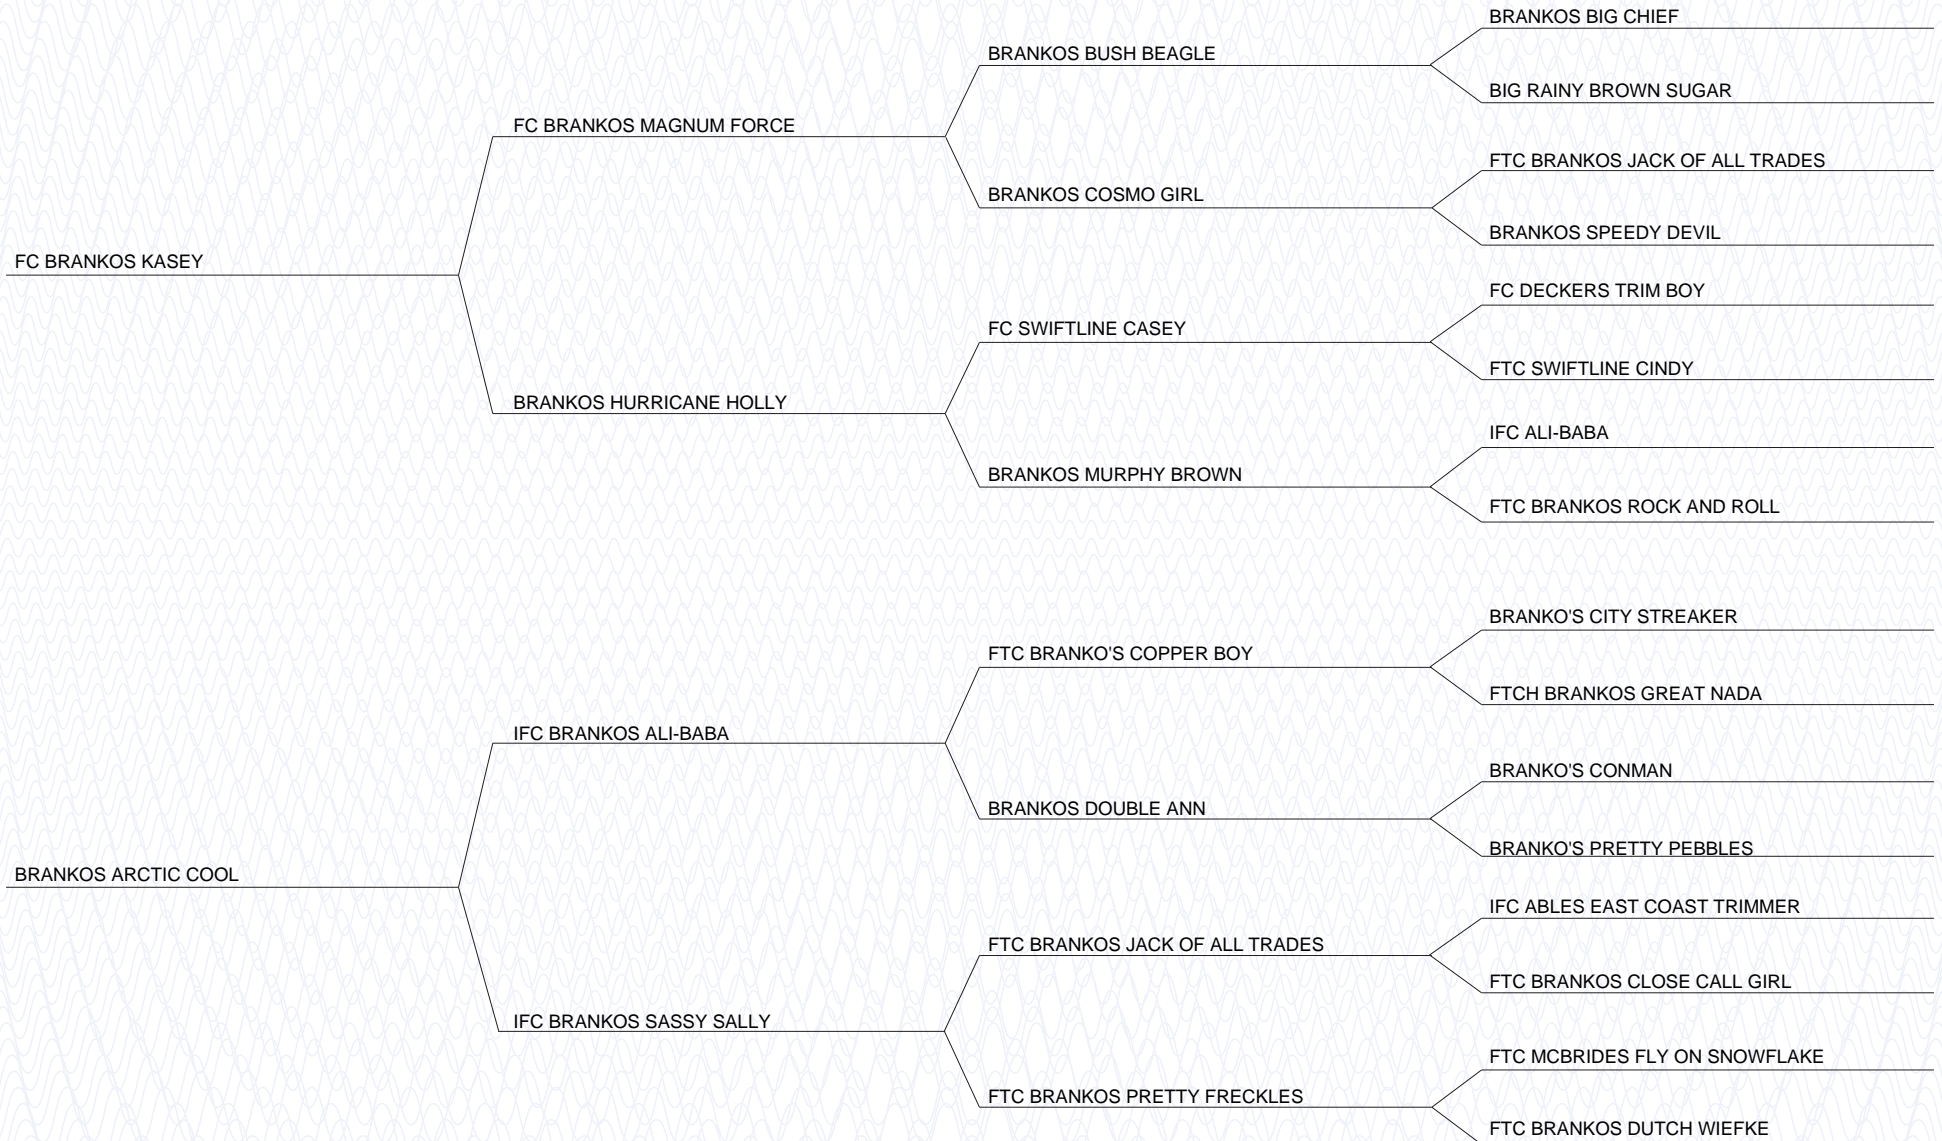 BRANKOS BIG CHIEF
BRANKOS BUSH BEAGLE
BIG RAINY BROWN SUGAR
FC BRANKOS MAGNUM FORCE
FTC BRANKOS JACK OF ALL TRADES
BRANKOS COSMO GIRL
BRANKOS SPEEDY DEVIL
FC BRANKOS KASEY
FC DECKERS TRIM BOY
FC SWIFTLINE CASEY
FTC SWIFTLINE CINDY
BRANKOS HURRICANE HOLLY
IFC ALI-BABA
BRANKOS MURPHY BROWN
FTC BRANKOS ROCK AND ROLL
BRANKO'S CITY STREAKER
FTC BRANKO'S COPPER BOY
FTCH BRANKOS GREAT NADA
IFC BRANKOS ALI-BABA
BRANKO'S CONMAN
BRANKOS DOUBLE ANN
BRANKO'S PRETTY PEBBLES
BRANKOS ARCTIC COOL
IFC ABLES EAST COAST TRIMMER
FTC BRANKOS JACK OF ALL TRADES
FTC BRANKOS CLOSE CALL GIRL
IFC BRANKOS SASSY SALLY
FTC MCBRIDES FLY ON SNOWFLAKE
FTC BRANKOS PRETTY FRECKLES
FTC BRANKOS DUTCH WIEFKE